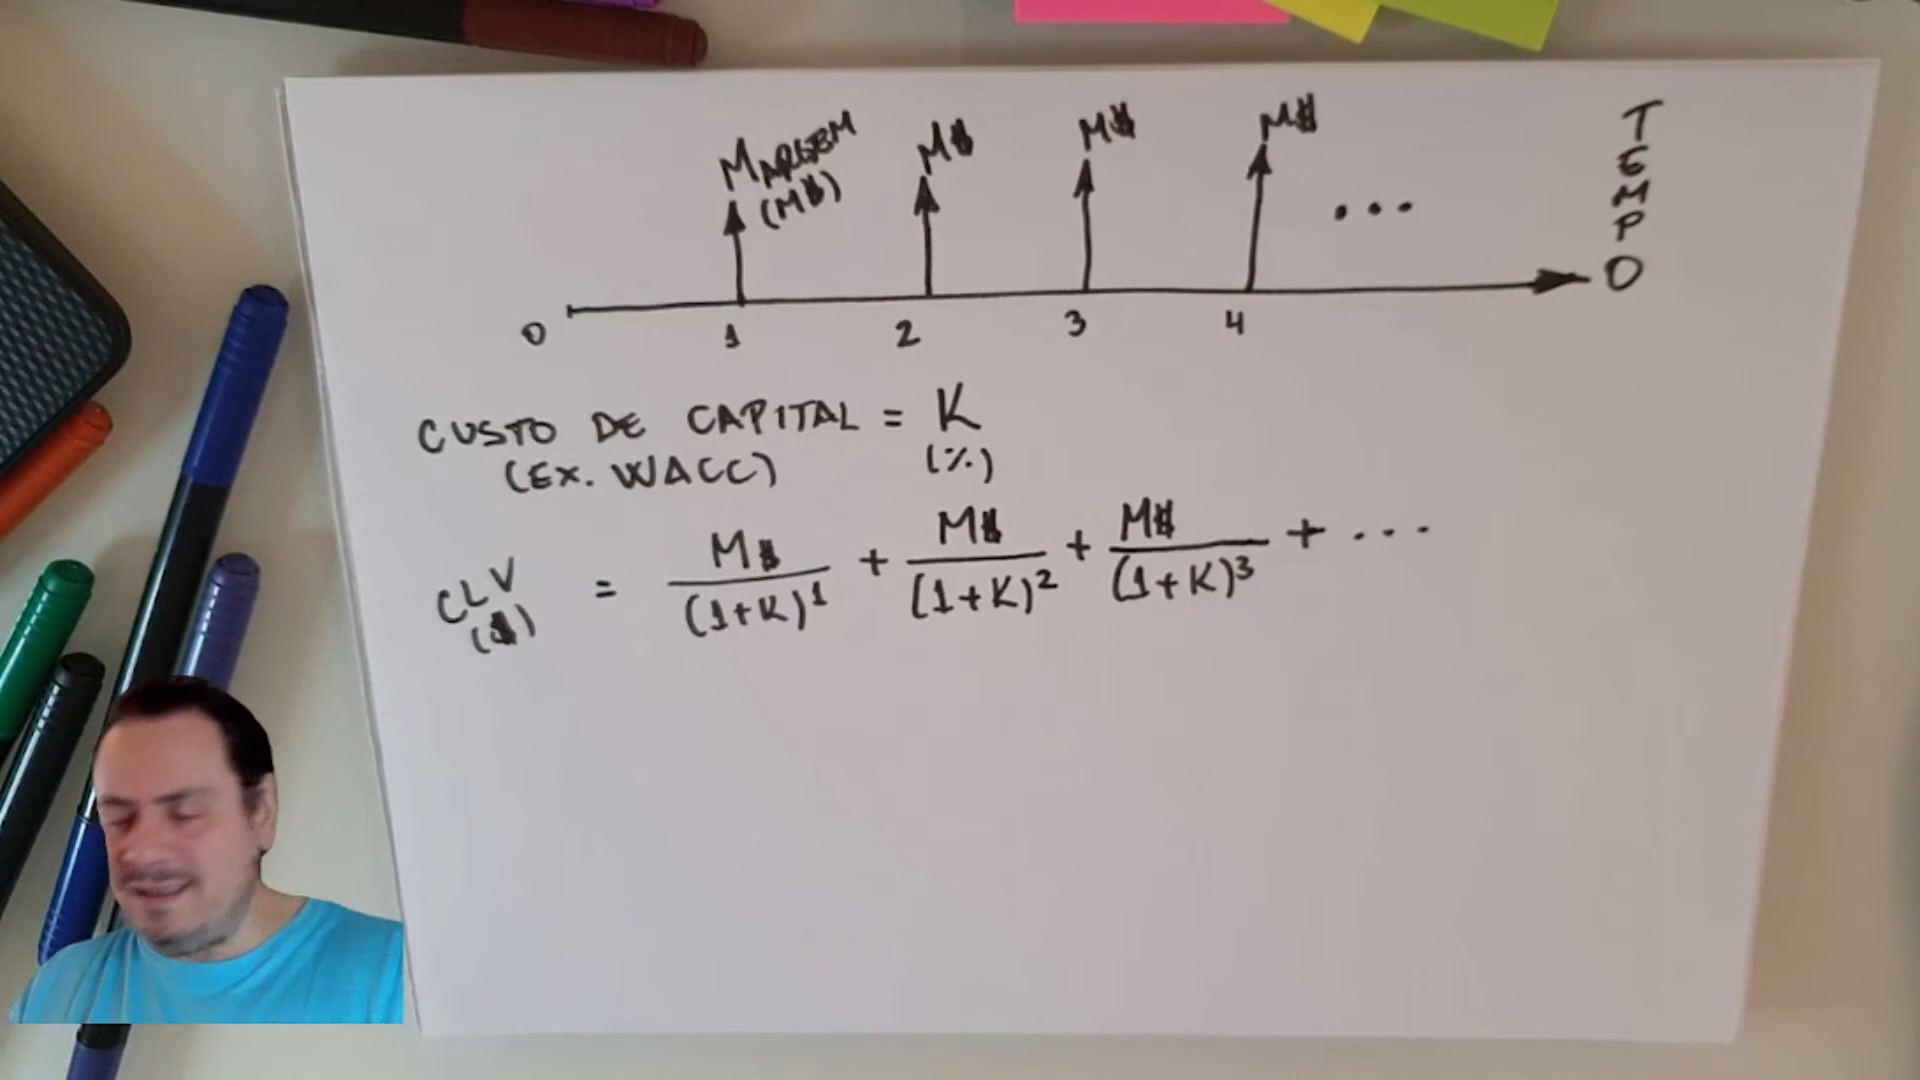 MARGEM
(M$)
M$
M$
M$
...
TEMPO
0 1 2 3 4
CUSTO DE CAPITAL = K
(EX. WACC) (%)
CLV ($) = M$/(1+K)^1 + M$/(1+K)^2 + M$/(1+K)^3 + ...